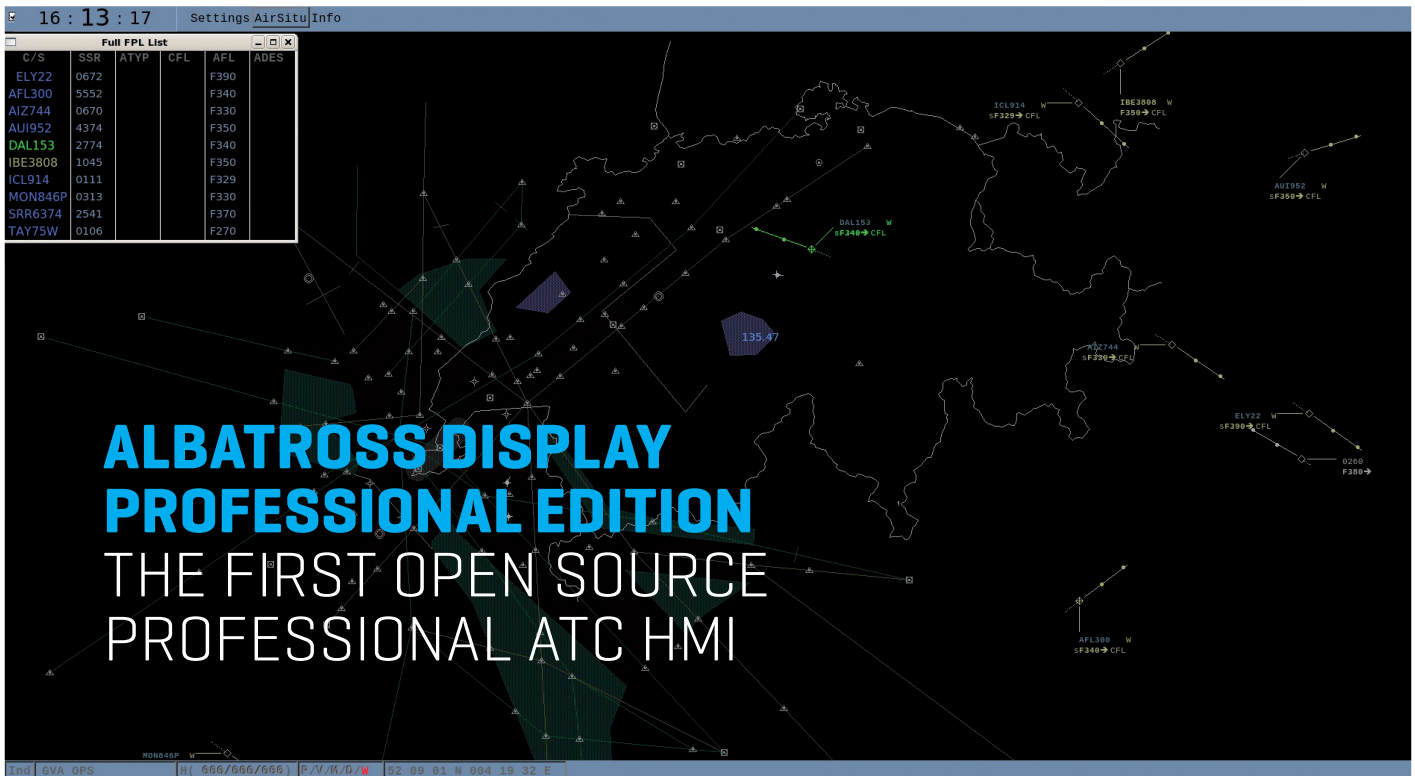 16 : 13 : 17 Settings AirSitu Info
Full FPL List
C/S SSR ATYP CFL AFL ADES
ELY22 0672 F390
AFL300 5552 F340
AIZ744 0670 F330
AUI952 4374 F350
DAL153 2774 F340
IBE3808 1045 F350
ICL914 0111 F329
MON846P 0313 F330
SRR6374 2541 F370
TAY75W 0106 F270
ICL914 W
sF329➔CFL
IBE3808 W
F350➔CFL
AUI952 W
sF350➔CFL
DAL153 W
sF340➔CFL
135.47
AIZ744 W
sF330➔CFL
ELY22 W
sF390➔CFL
0260
F380➔
ALBATROSS DISPLAY
PROFESSIONAL EDITION
THE FIRST OPEN SOURCE
PROFESSIONAL ATC HMI
AFL300 W
sF340➔CFL
MON846P W
Ind GVA OPS H( 666/666/666) F/V/M/D/W 52 09 01 N 004 19 32 E